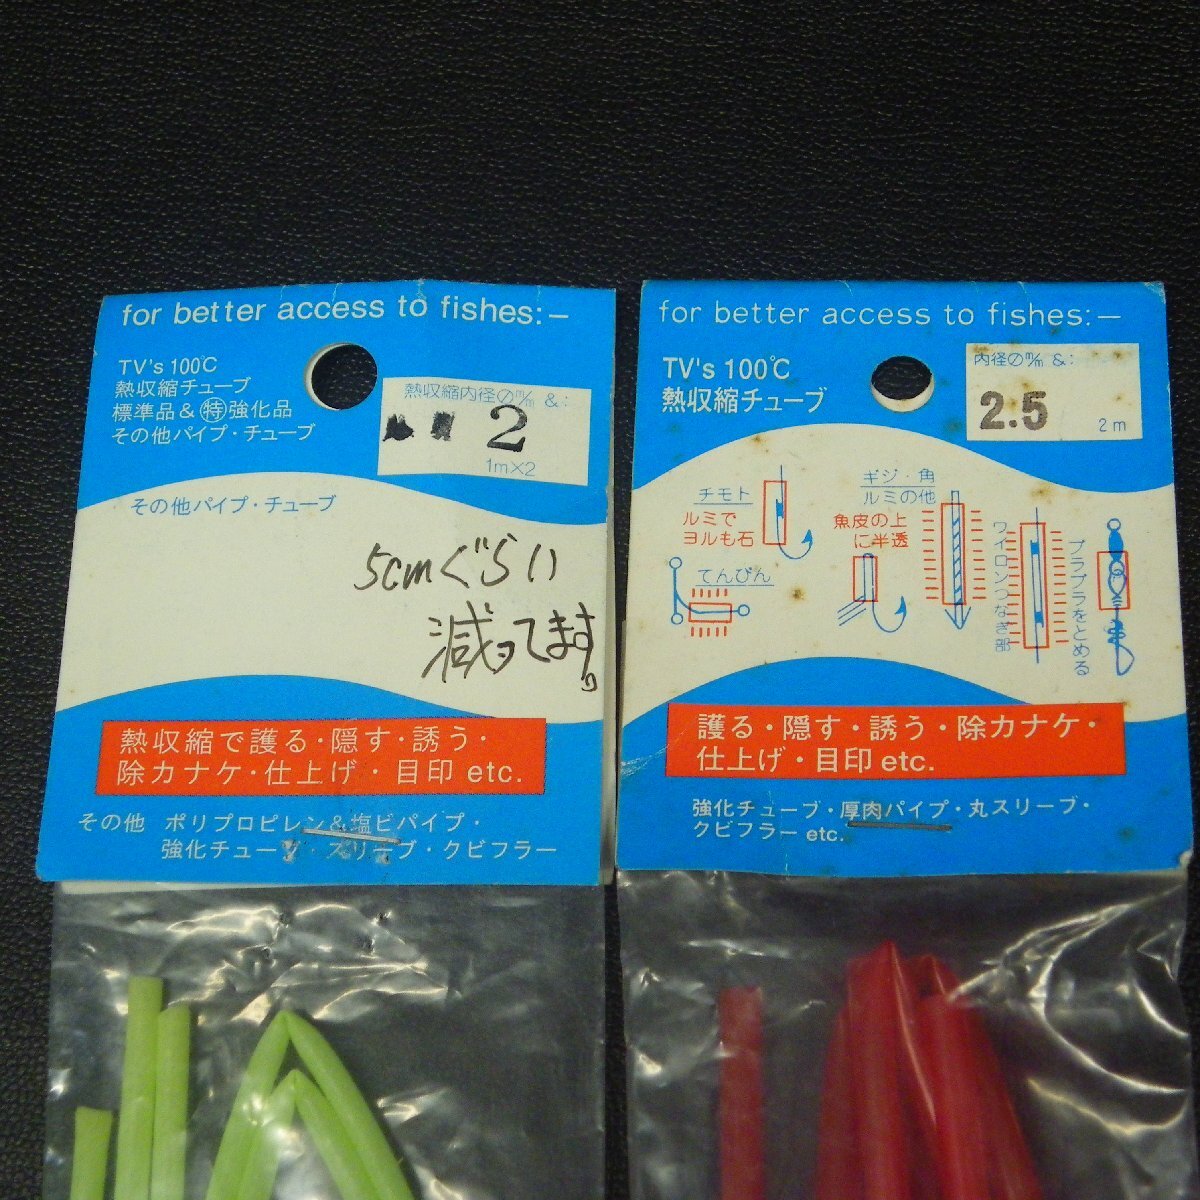 for better access to fishes:—
TV's 100℃
熱収縮チューブ
標準品&㊕強化品
その他パイプ・チューブ
熱収縮内径の㎜ &:
2
1m×2
その他パイプ・チューブ
5cmぐらい
減ってます。
熱収縮で護る・隠す・誘う・
除カナケ・仕上げ・目印 etc.
その他 ポリプロピレン&塩ビパイプ・
強化チューブ・スリーブ・クビフラー
for better access to fishes:—
TV's 100℃
熱収縮チューブ
内径の㎜ &:
2.5
2m
チモト
ルミで
ヨルも石
てんびん
ギジ・角
ルミの他
魚皮の上
に半透
ワイロンつなぎ部
ブラブラをとめる
護る・隠す・誘う・除カナケ・
仕上げ・目印 etc.
強化チューブ・厚肉パイプ・丸スリーブ・
クビフラー etc.